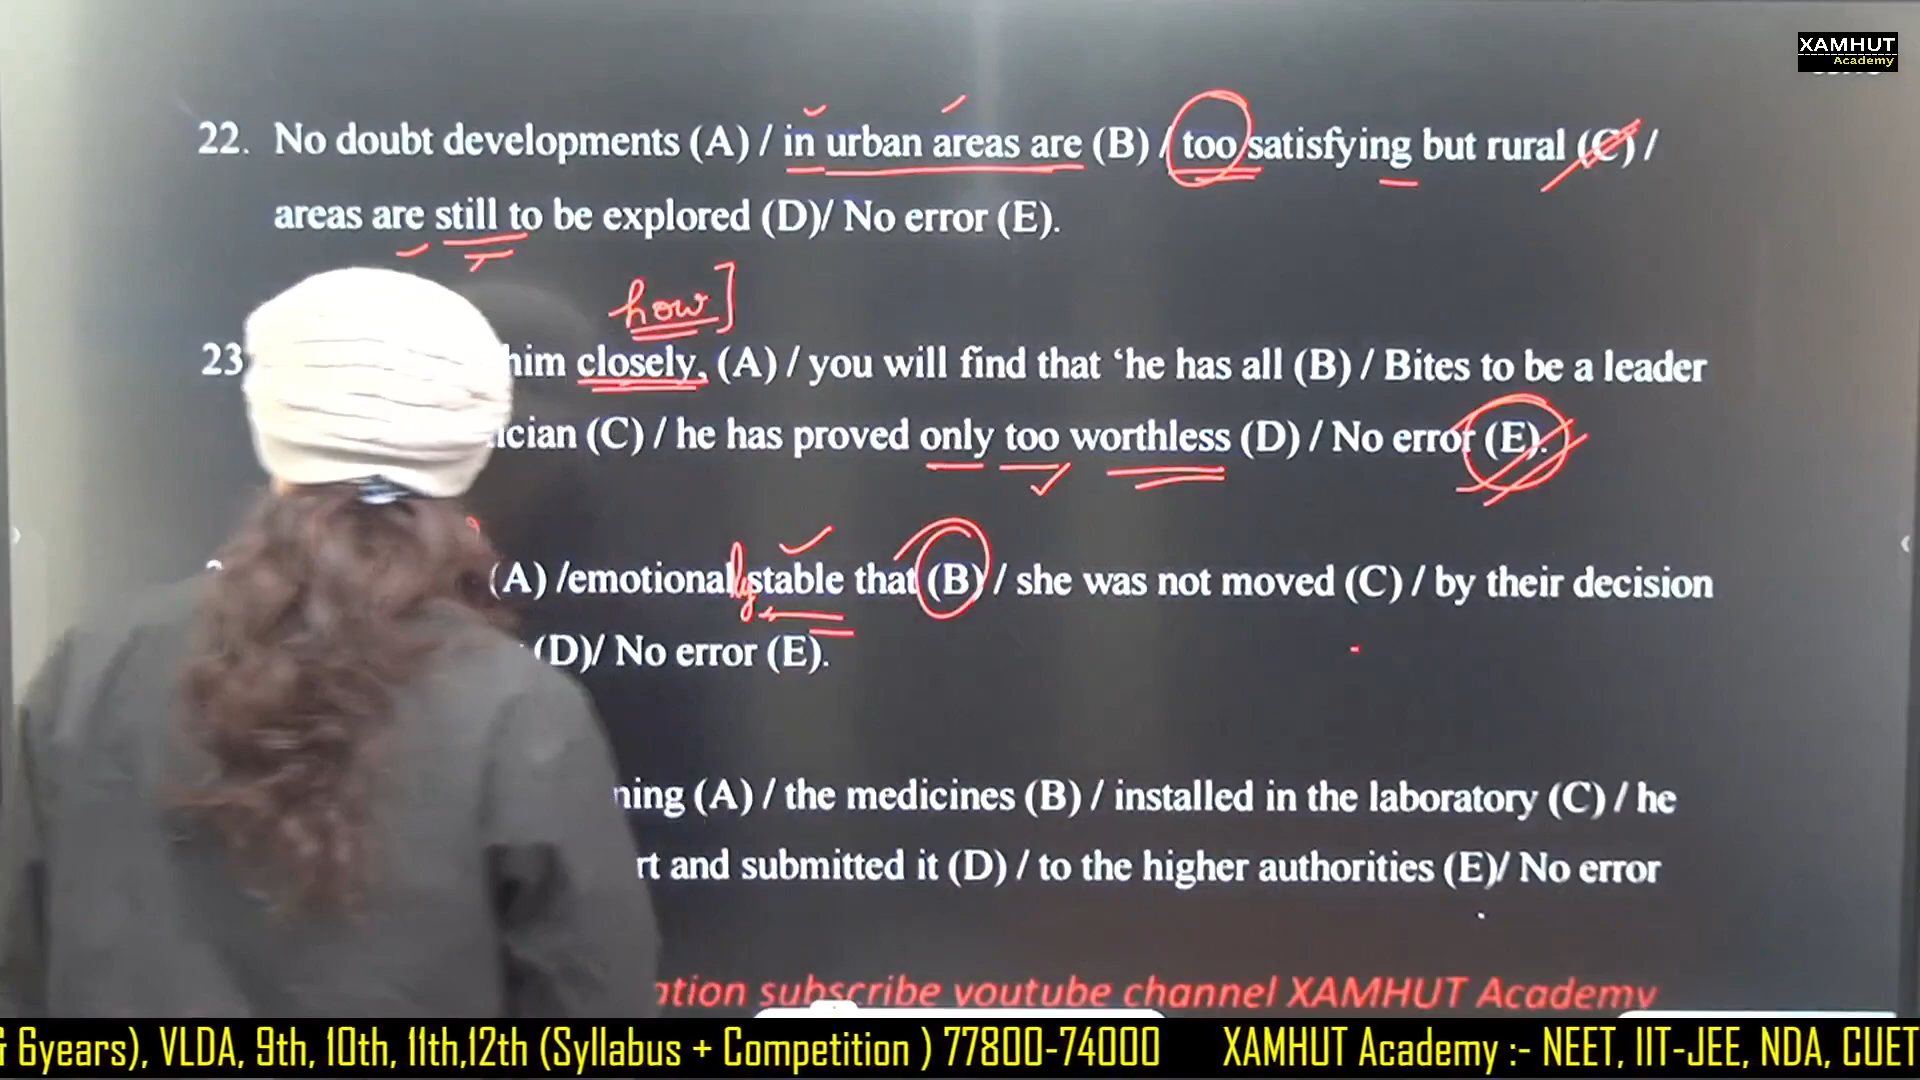 XAMHUT
Academy
22. No doubt developments (A) / in urban areas are (B) / too satisfying but rural (C) /
areas are still to be explored (D)/ No error (E).
how]
23 him closely, (A) / you will find that ‘he has all (B) / Bites to be a leader
ician (C) / he has proved only too worthless (D) / No error (E).
(A) /emotionally stable that (B) / she was not moved (C) / by their decision
(D)/ No error (E).
ning (A) / the medicines (B) / installed in the laboratory (C) / he
rt and submitted it (D) / to the higher authorities (E)/ No error
ation subscribe youtube channel XAMHUT Academy
& 6years), VLDA, 9th, 10th, 11th,12th (Syllabus + Competition ) 77800-74000 XAMHUT Academy :- NEET, IIT-JEE, NDA, CUET